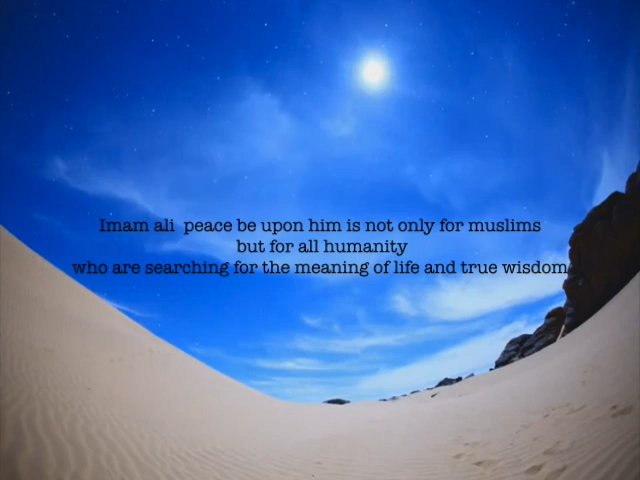 Imam ali  peace be upon him is not only for muslims
but for all humanity
who are searching for the meaning of life and true wisdom